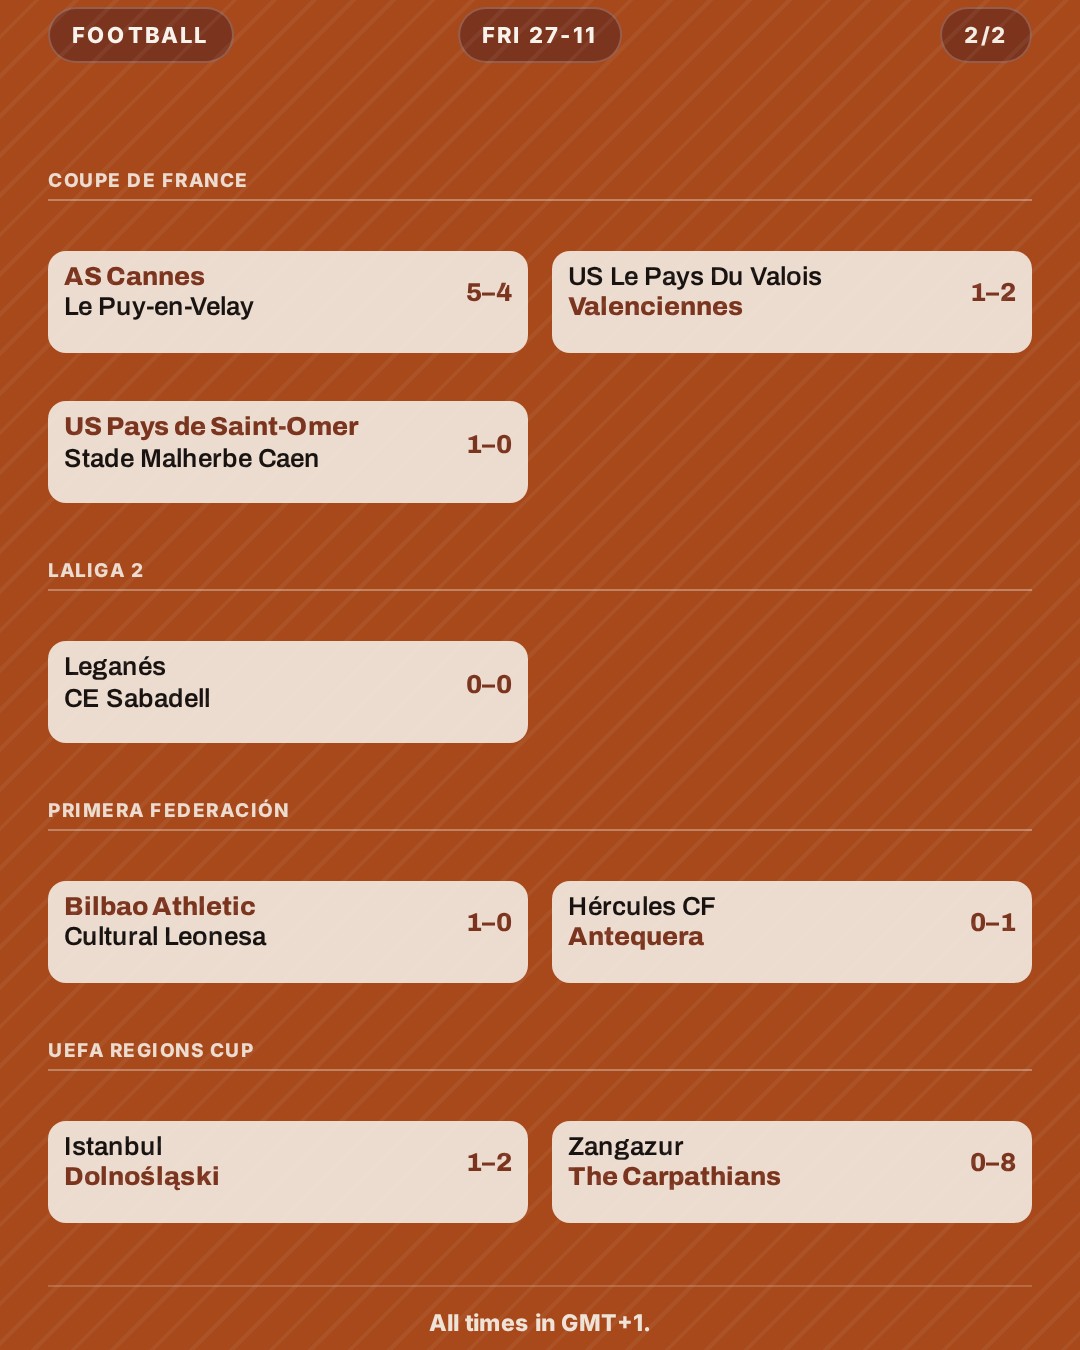 FOOTBALL
FRI 27-11
2/2
COUPE DE FRANCE
AS Cannes
Le Puy-en-Velay
5–4
US Le Pays Du Valois
Valenciennes
1–2
US Pays de Saint-Omer
Stade Malherbe Caen
1–0
LALIGA 2
Leganés
CE Sabadell
0–0
PRIMERA FEDERACIÓN
Bilbao Athletic
Cultural Leonesa
1–0
Hércules CF
Antequera
0–1
UEFA REGIONS CUP
Istanbul
Dolnośląski
1–2
Zangazur
The Carpathians
0–8
All times in GMT+1.